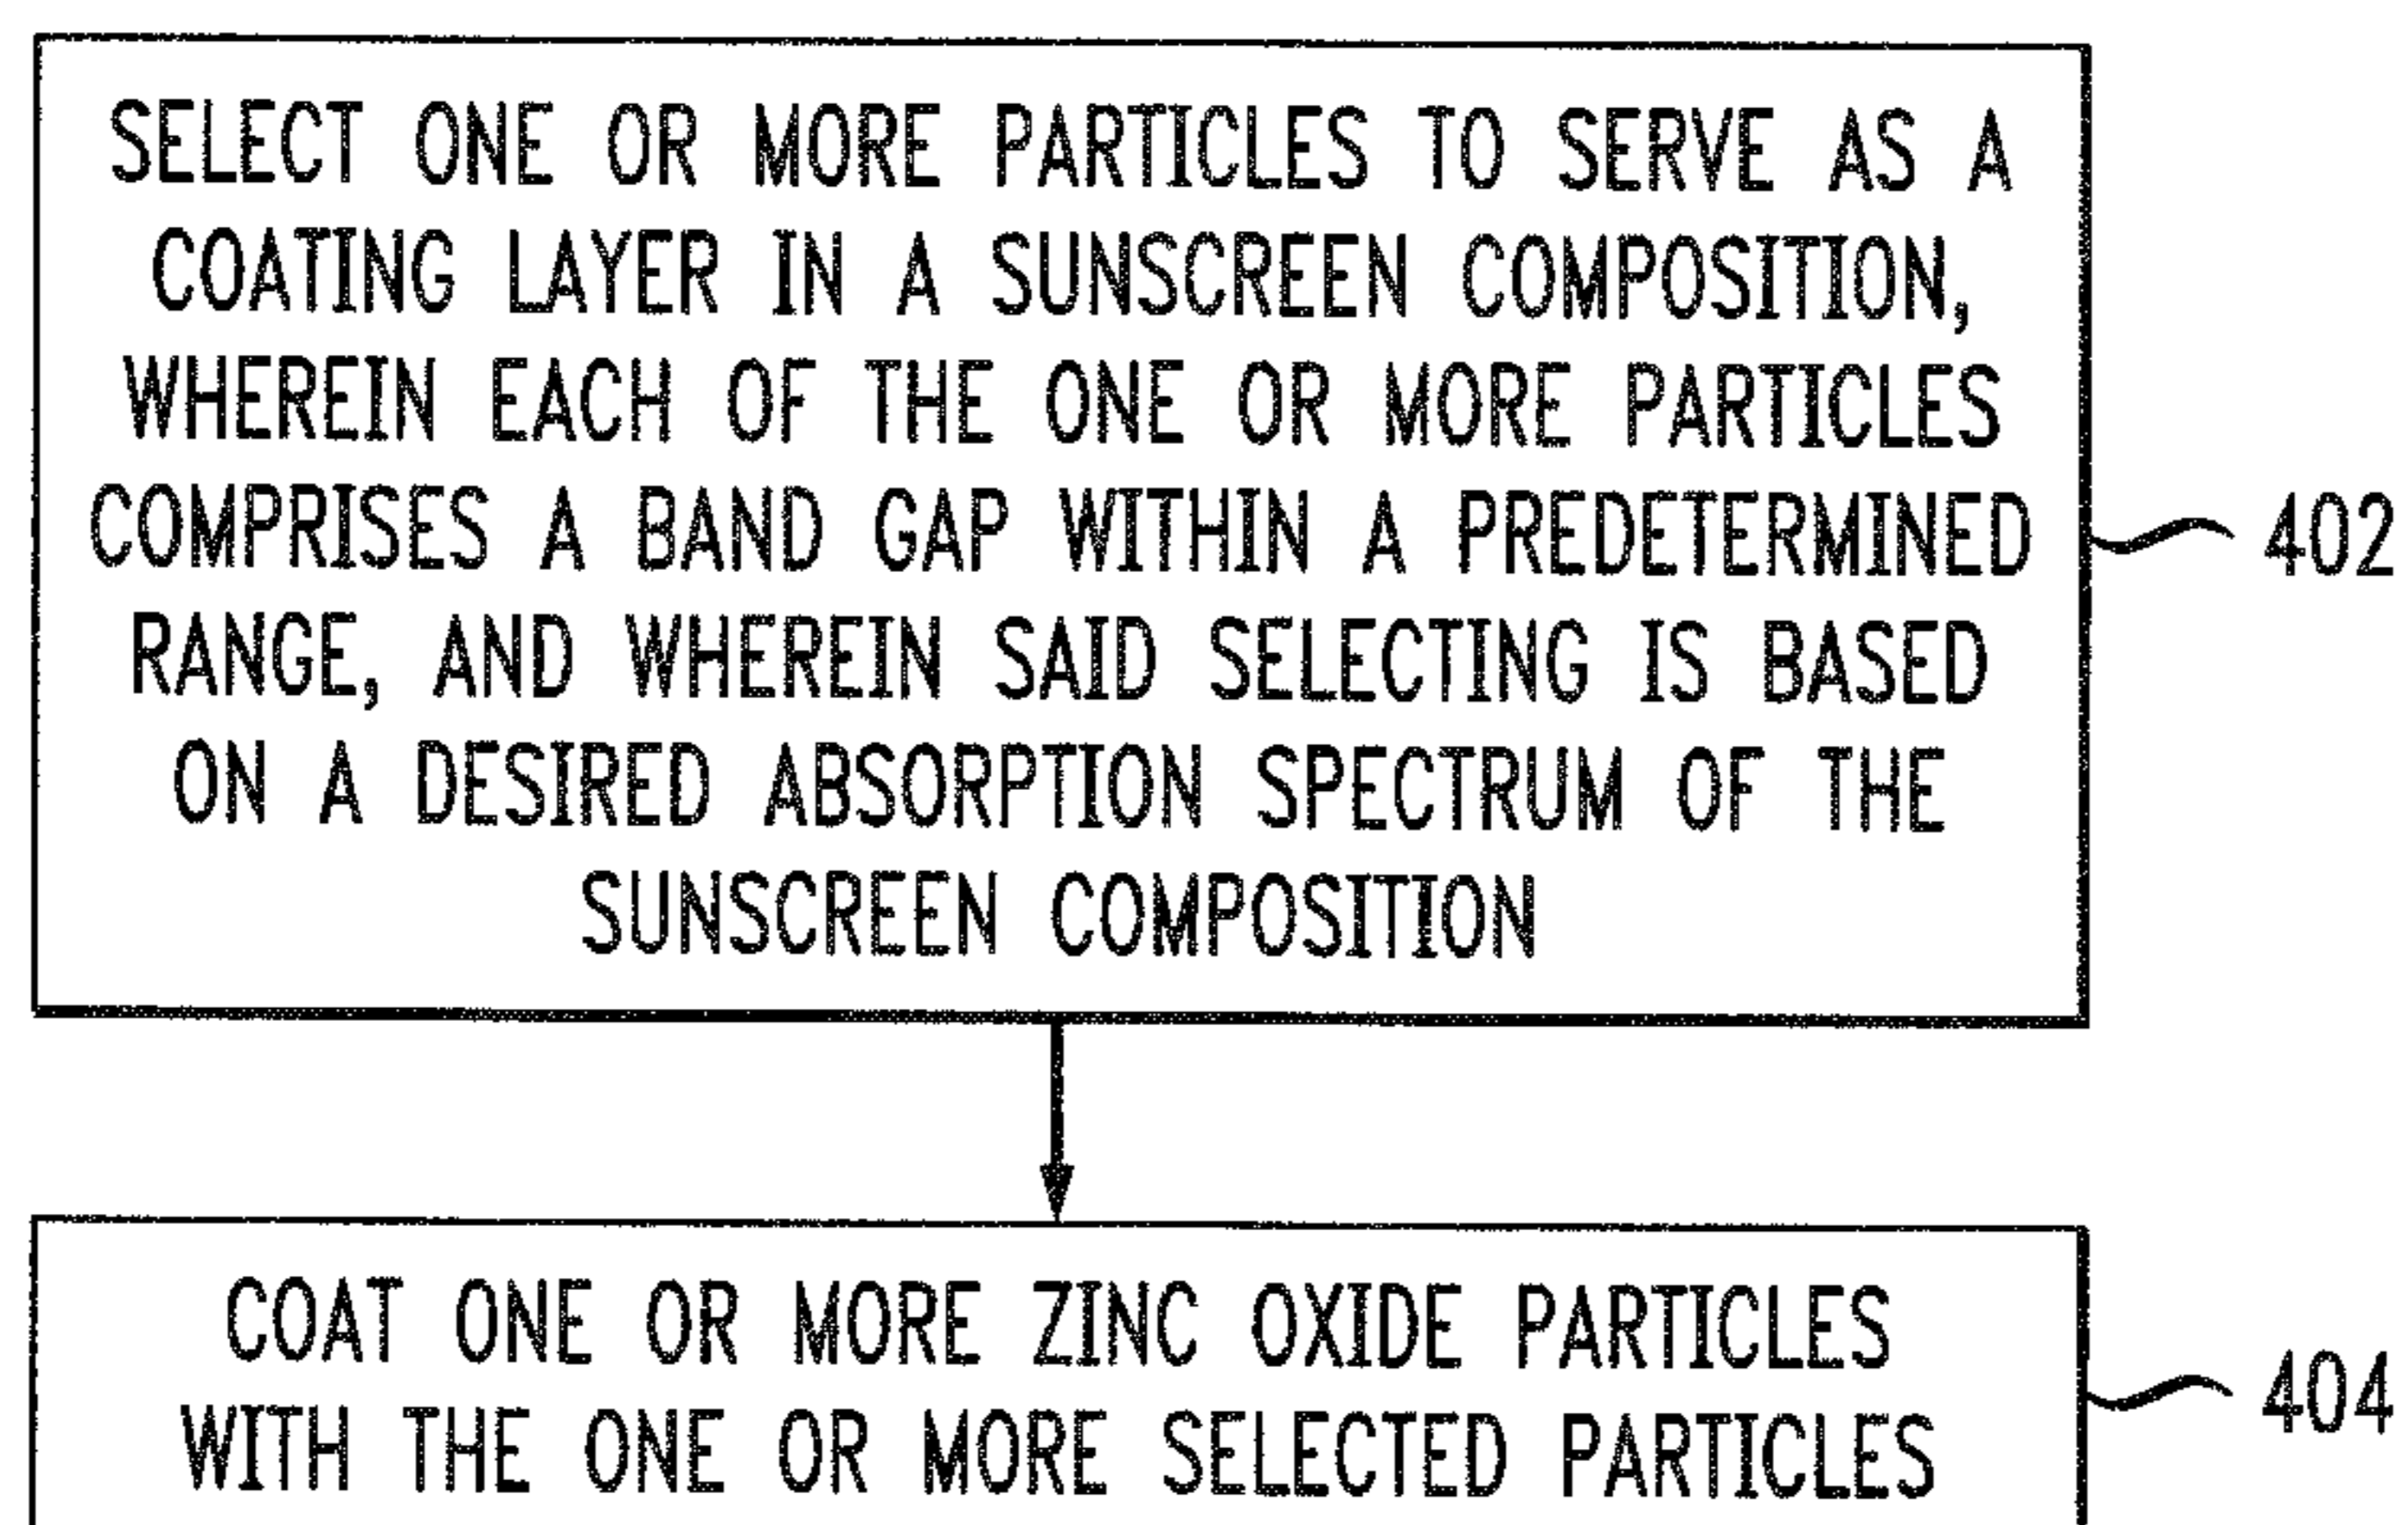 SELECT ONE OR MORE PARTICLES TO SERVE AS A
COATING LAYER IN A SUNSCREEN COMPOSITION,
WHEREIN EACH OF THE ONE OR MORE PARTICLES
COMPRISES A BAND GAP WITHIN A PREDETERMINED
RANGE, AND WHEREIN SAID SELECTING IS BASED
ON A DESIRED ABSORPTION SPECTRUM OF THE
SUNSCREEN COMPOSITION
402
COAT ONE OR MORE ZINC OXIDE PARTICLES
WITH THE ONE OR MORE SELECTED PARTICLES
404